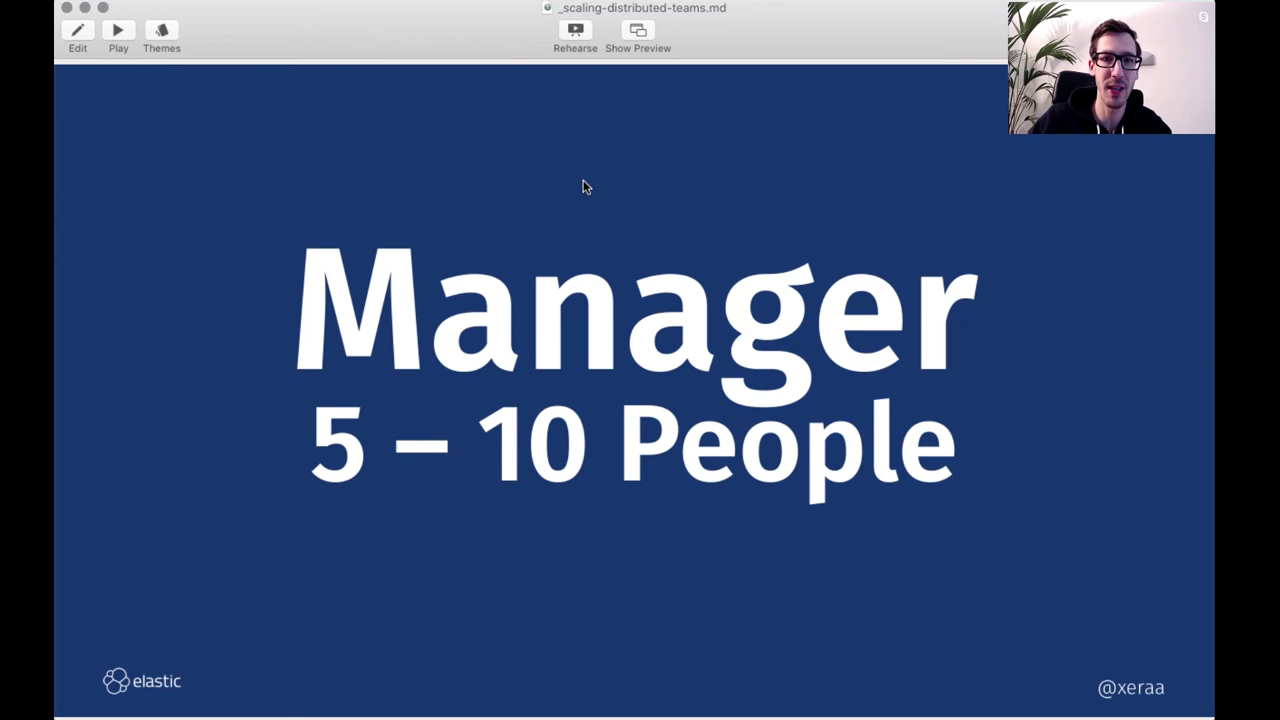 _scaling-distributed-teams.md
Edit Play Themes Rehearse Show Preview
Manager
5 – 10 People
elastic
@xeraa